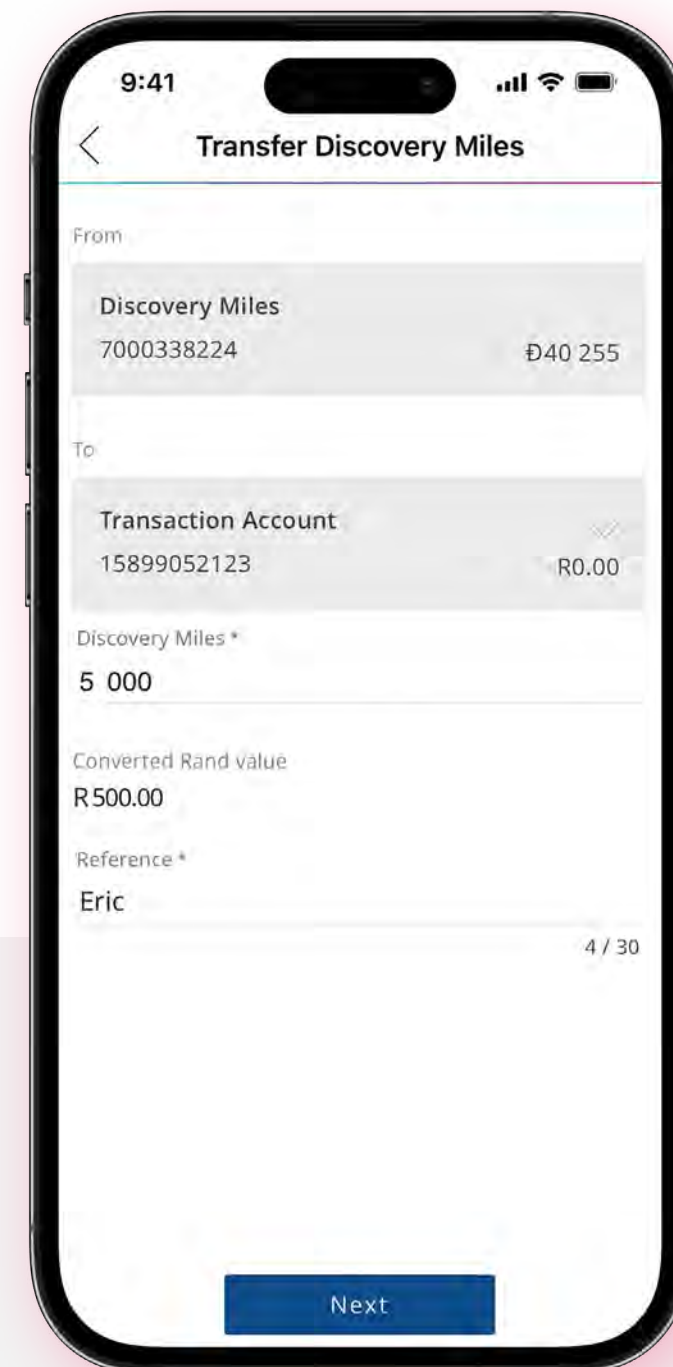 9:41
Transfer Discovery Miles
From
Discovery Miles
7000338224 Đ40 255
To
Transaction Account
15899052123 R0.00
Discovery Miles *
5 000
Converted Rand value
R500.00
Reference *
Eric
4 / 30
Next